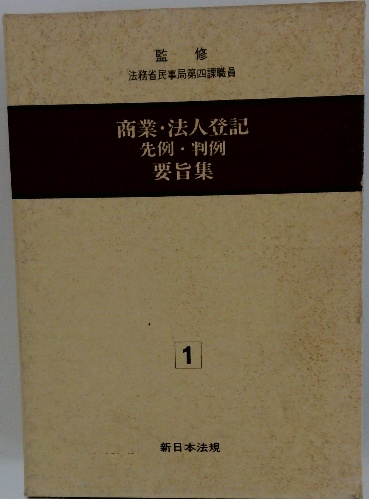 監修
法務省民事局第四課職員
商業・法人登記
先例・判例
要旨集
1
新日本法規